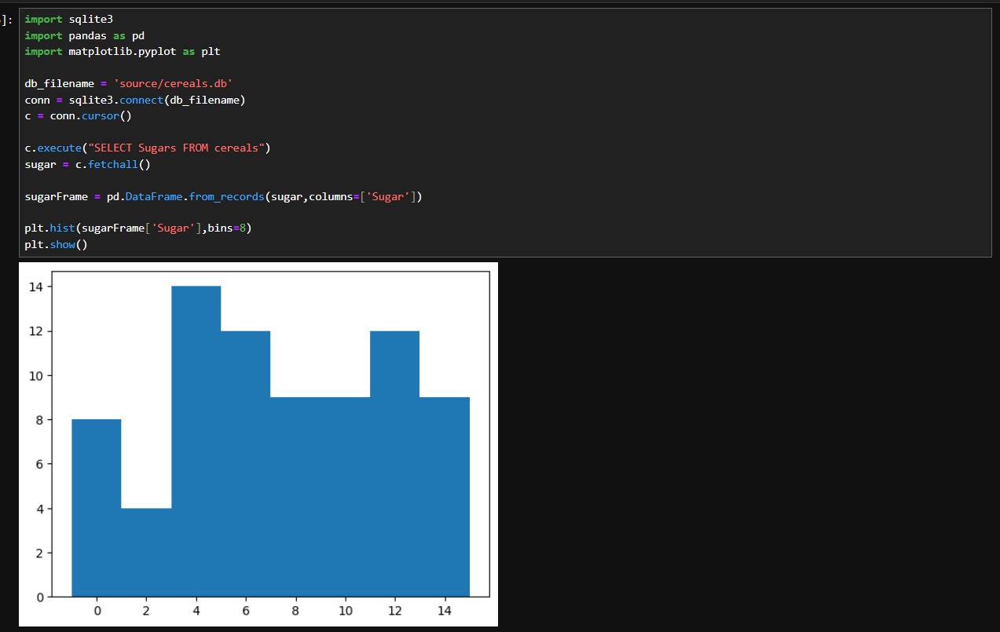 ]:
import sqlite3
import pandas as pd
import matplotlib.pyplot as plt
db_filename = 'source/cereals.db'
conn = sqlite3.connect(db_filename)
c = conn.cursor()
c.execute("SELECT Sugars FROM cereals")
sugar = c.fetchall()
sugarFrame = pd.DataFrame.from_records(sugar,columns=['Sugar'])
plt.hist(sugarFrame['Sugar'],bins=8)
plt.show()
14
12
10
8
6
4
2
0
0 2 4 6 8 10 12 14